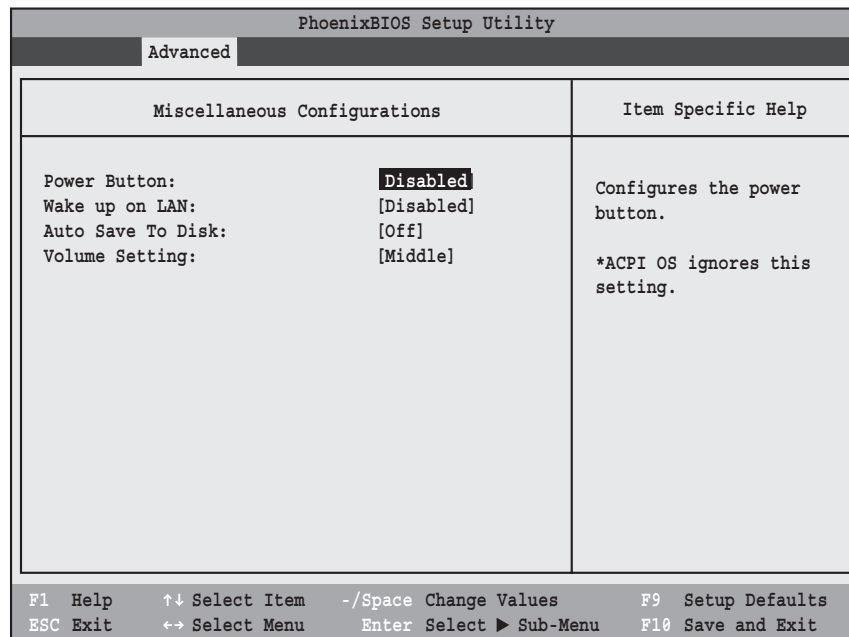 PhoenixBIOS Setup Utility
Advanced
Miscellaneous Configurations
Item Specific Help
Power Button: Disabled
Wake up on LAN: [Disabled]
Auto Save To Disk: [Off]
Volume Setting: [Middle]
Configures the power
button.
*ACPI OS ignores this
setting.
F1 Help ↑↓ Select Item -/Space Change Values F9 Setup Defaults
ESC Exit ←→ Select Menu Enter Select ▶ Sub-Menu F10 Save and Exit